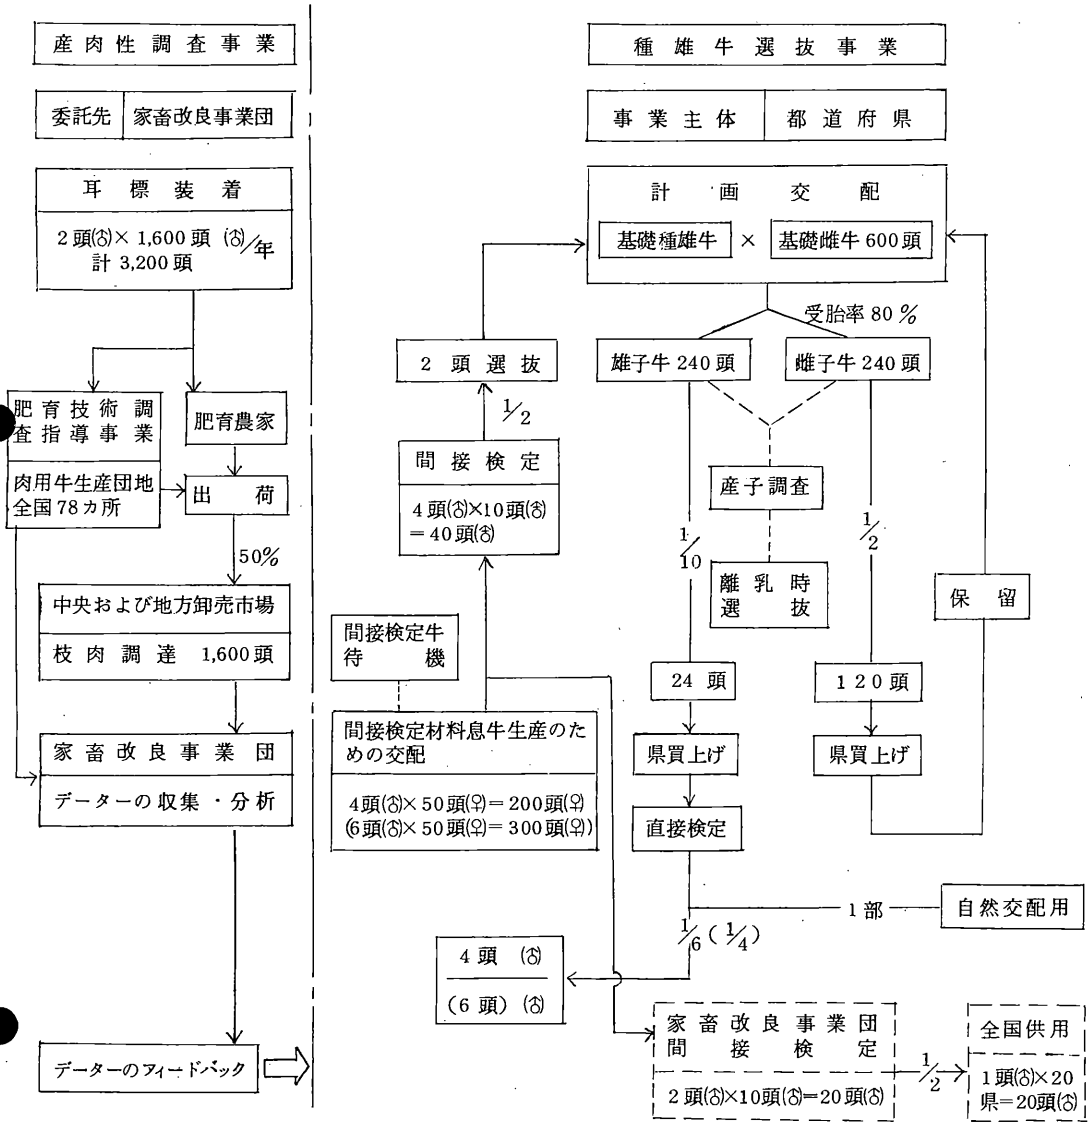 産肉性調査事業
委託先 家畜改良事業団
耳標装着
2頭(♂)×1,600頭(♂)/年
計3,200頭
肥育技術調
査指導事業
肉用牛生産団地
全国78カ所
肥育農家
出荷
50%
中央および地方卸売市場
枝肉調達 1,600頭
家畜改良事業団
データーの収集・分析
データーのフィードバック
種雄牛選抜事業
事業主体 都道府県
計画交配
基礎種雄牛 × 基礎雌牛600頭
受胎率80%
雄子牛240頭
雌子牛240頭
2頭選抜
1/2
間接検定
4頭(♂)×10頭(♂)
=40頭(♂)
産子調査
離乳時
選抜
1/10
1/2
保留
間接検定牛
待機
24頭
120頭
間接検定材料息牛生産のた
めの交配
4頭(♂)×50頭(♀)=200頭(♀)
(6頭(♂)×50頭(♀)=300頭(♀))
県買上げ
県買上げ
直接検定
1部
自然交配用
1/6(1/4)
4頭 (♂)
(6頭) (♂)
家畜改良事業団
間接検定
2頭(♂)×10頭(♂)=20頭(♂)
1/2
全国供用
1頭(♂)×20
県=20頭(♂)